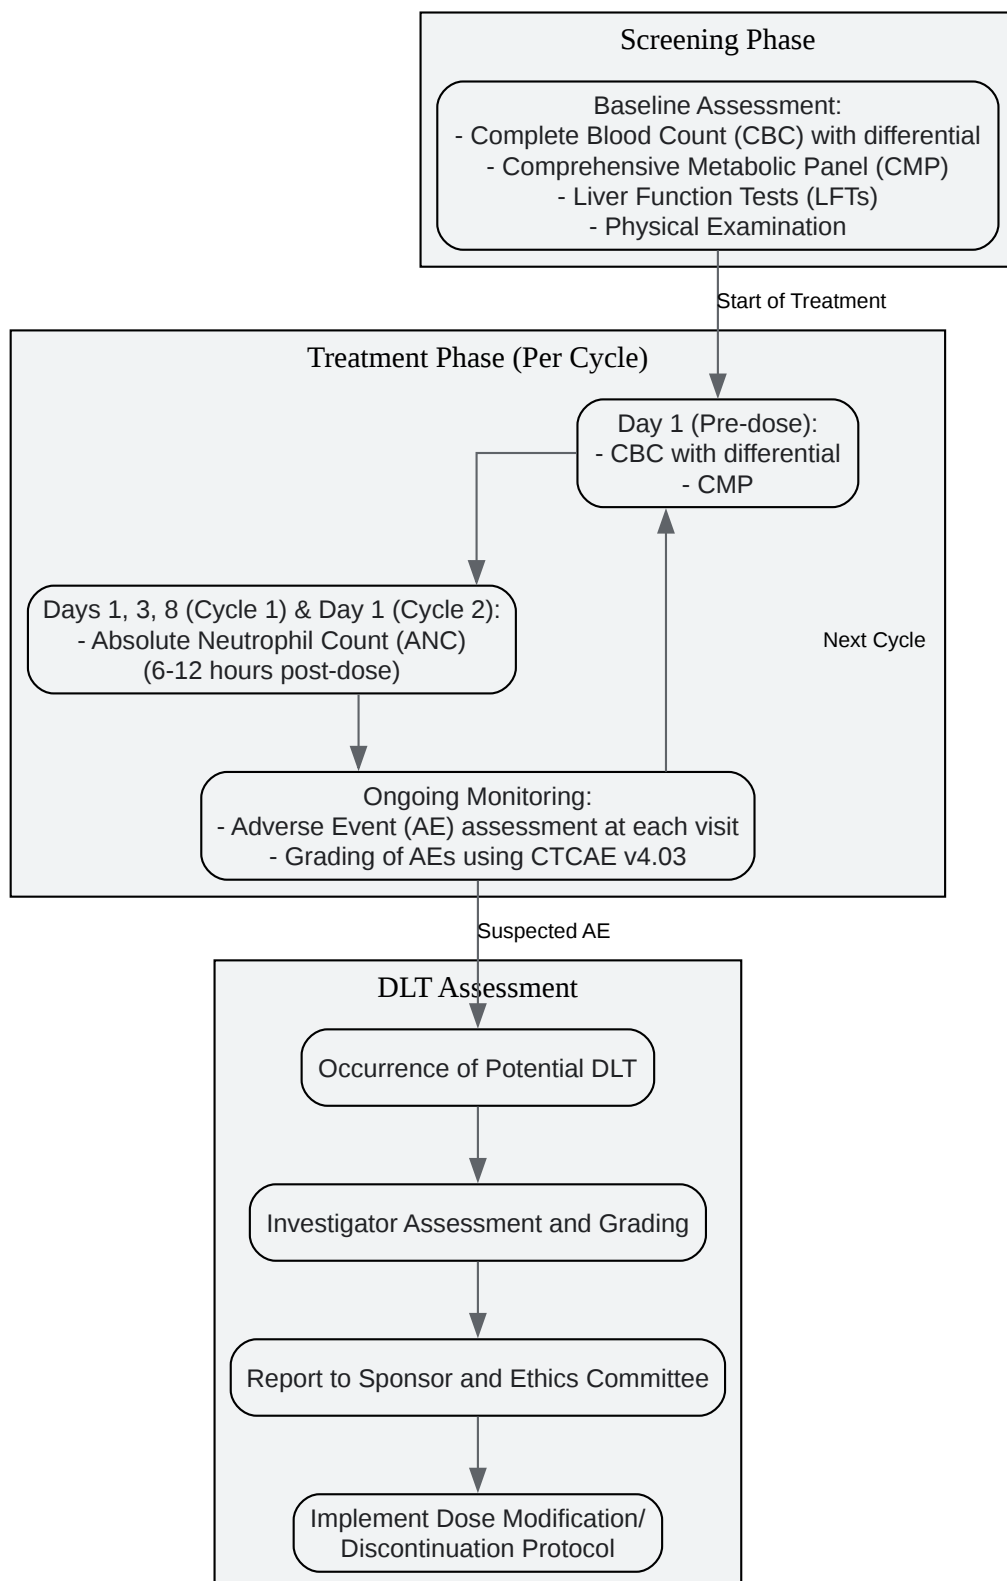 Screening Phase
Baseline Assessment:
- Complete Blood Count (CBC) with differential
- Comprehensive Metabolic Panel (CMP)
- Liver Function Tests (LFTs)
- Physical Examination
Start of Treatment
Treatment Phase (Per Cycle)
Day 1 (Pre-dose):
- CBC with differential
- CMP
Days 1, 3, 8 (Cycle 1) & Day 1 (Cycle 2):
- Absolute Neutrophil Count (ANC)
(6-12 hours post-dose)
Next Cycle
Ongoing Monitoring:
- Adverse Event (AE) assessment at each visit
- Grading of AEs using CTCAE v4.03
Suspected AE
DLT Assessment
Occurrence of Potential DLT
Investigator Assessment and Grading
Report to Sponsor and Ethics Committee
Implement Dose Modification/
Discontinuation Protocol